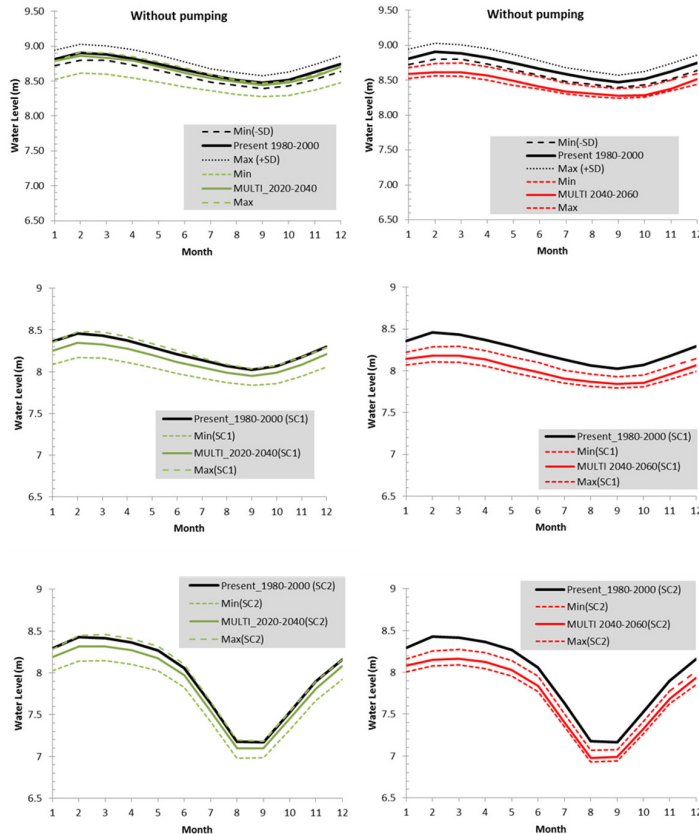 Without pumping
9.50
9.00
8.50
8.00
7.50
7.00
6.50
Water Level (m)
Min(-SD)
Present 1980-2000
Max (+SD)
Min
MULTI_2020-2040
Max
1 2 3 4 5 6 7 8 9 10 11 12
Month
Without pumping
9.50
9.00
8.50
8.00
7.50
7.00
6.50
Water Level (m)
Min(-SD)
Present 1980-2000
Max (+SD)
Min
MULTI 2040-2060
Max
1 2 3 4 5 6 7 8 9 10 11 12
Month
9
8.5
8
7.5
7
6.5
Water Level (m)
Present_1980-2000 (SC1)
Min(SC1)
MULTI_2020-2040(SC1)
Max(SC1)
1 2 3 4 5 6 7 8 9 10 11 12
Month
9
8.5
8
7.5
7
6.5
Water Level (m)
Present_1980-2000 (SC1)
Min(SC1)
MULTI 2040-2060(SC1)
Max(SC1)
1 2 3 4 5 6 7 8 9 10 11 12
Month
9
8.5
8
7.5
7
6.5
Water Level (m)
Present_1980-2000 (SC2)
Min(SC2)
MULTI_2020-2040(SC2)
Max(SC2)
1 2 3 4 5 6 7 8 9 10 11 12
Month
9
8.5
8
7.5
7
6.5
Water Level (m)
Present_1980-2000 (SC2)
Min(SC2)
MULTI 2040-2060(SC2)
Max(SC2)
1 2 3 4 5 6 7 8 9 10 11 12
Month